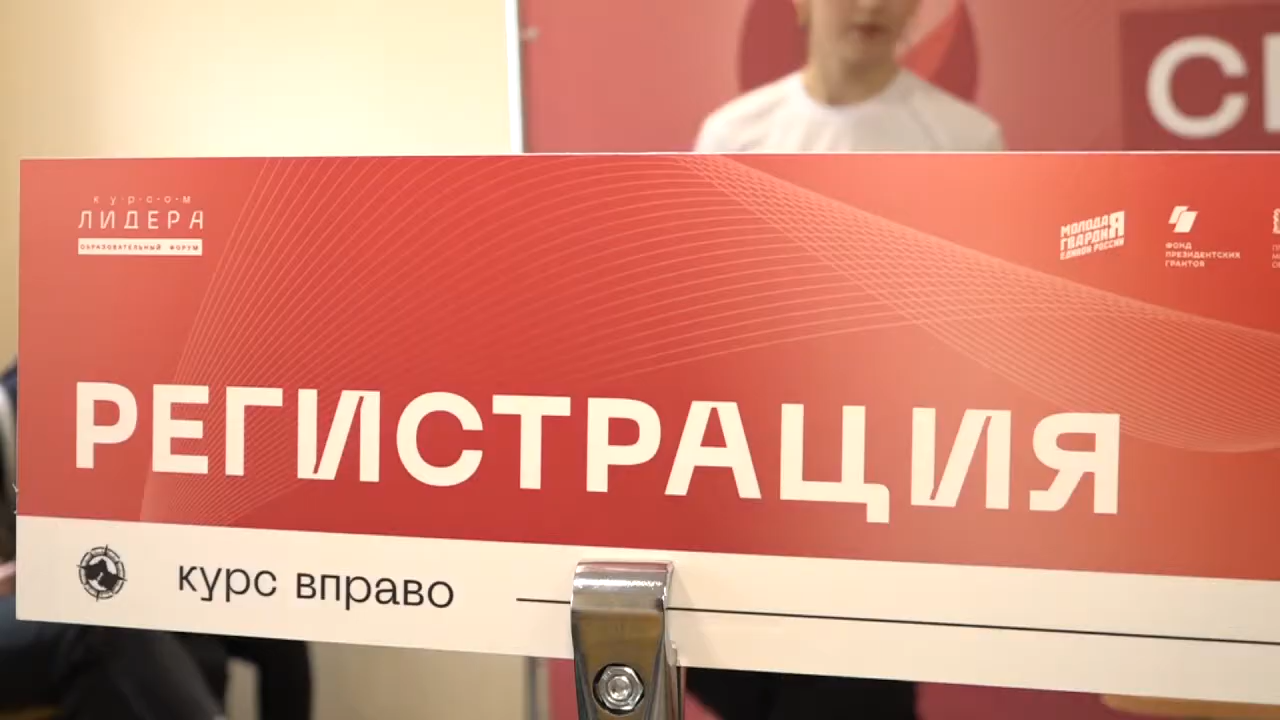 С
курсом
ЛИДЕРА
ОБРАЗОВАТЕЛЬНЫЙ ФОРУМ
МОЛОДАЯ
ГВАРДИЯ
ЕДИНОЙ РОССИИ
ФОНД
ПРЕЗИДЕНТСКИХ
ГРАНТОВ
РЕГИСТРАЦИЯ
курс вправо